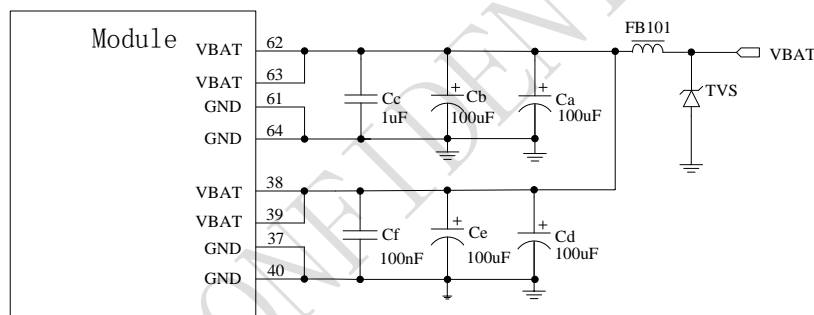 Module
VBAT 62
VBAT 63
GND 61
GND 64
VBAT 38
VBAT 39
GND 37
GND 40
Cc
1uF
+
Cb
100uF
+
Ca
100uF
FB101
VBAT
TVS
Cf
100nF
+
Ce
100uF
+
Cd
100uF
ONFIDENT